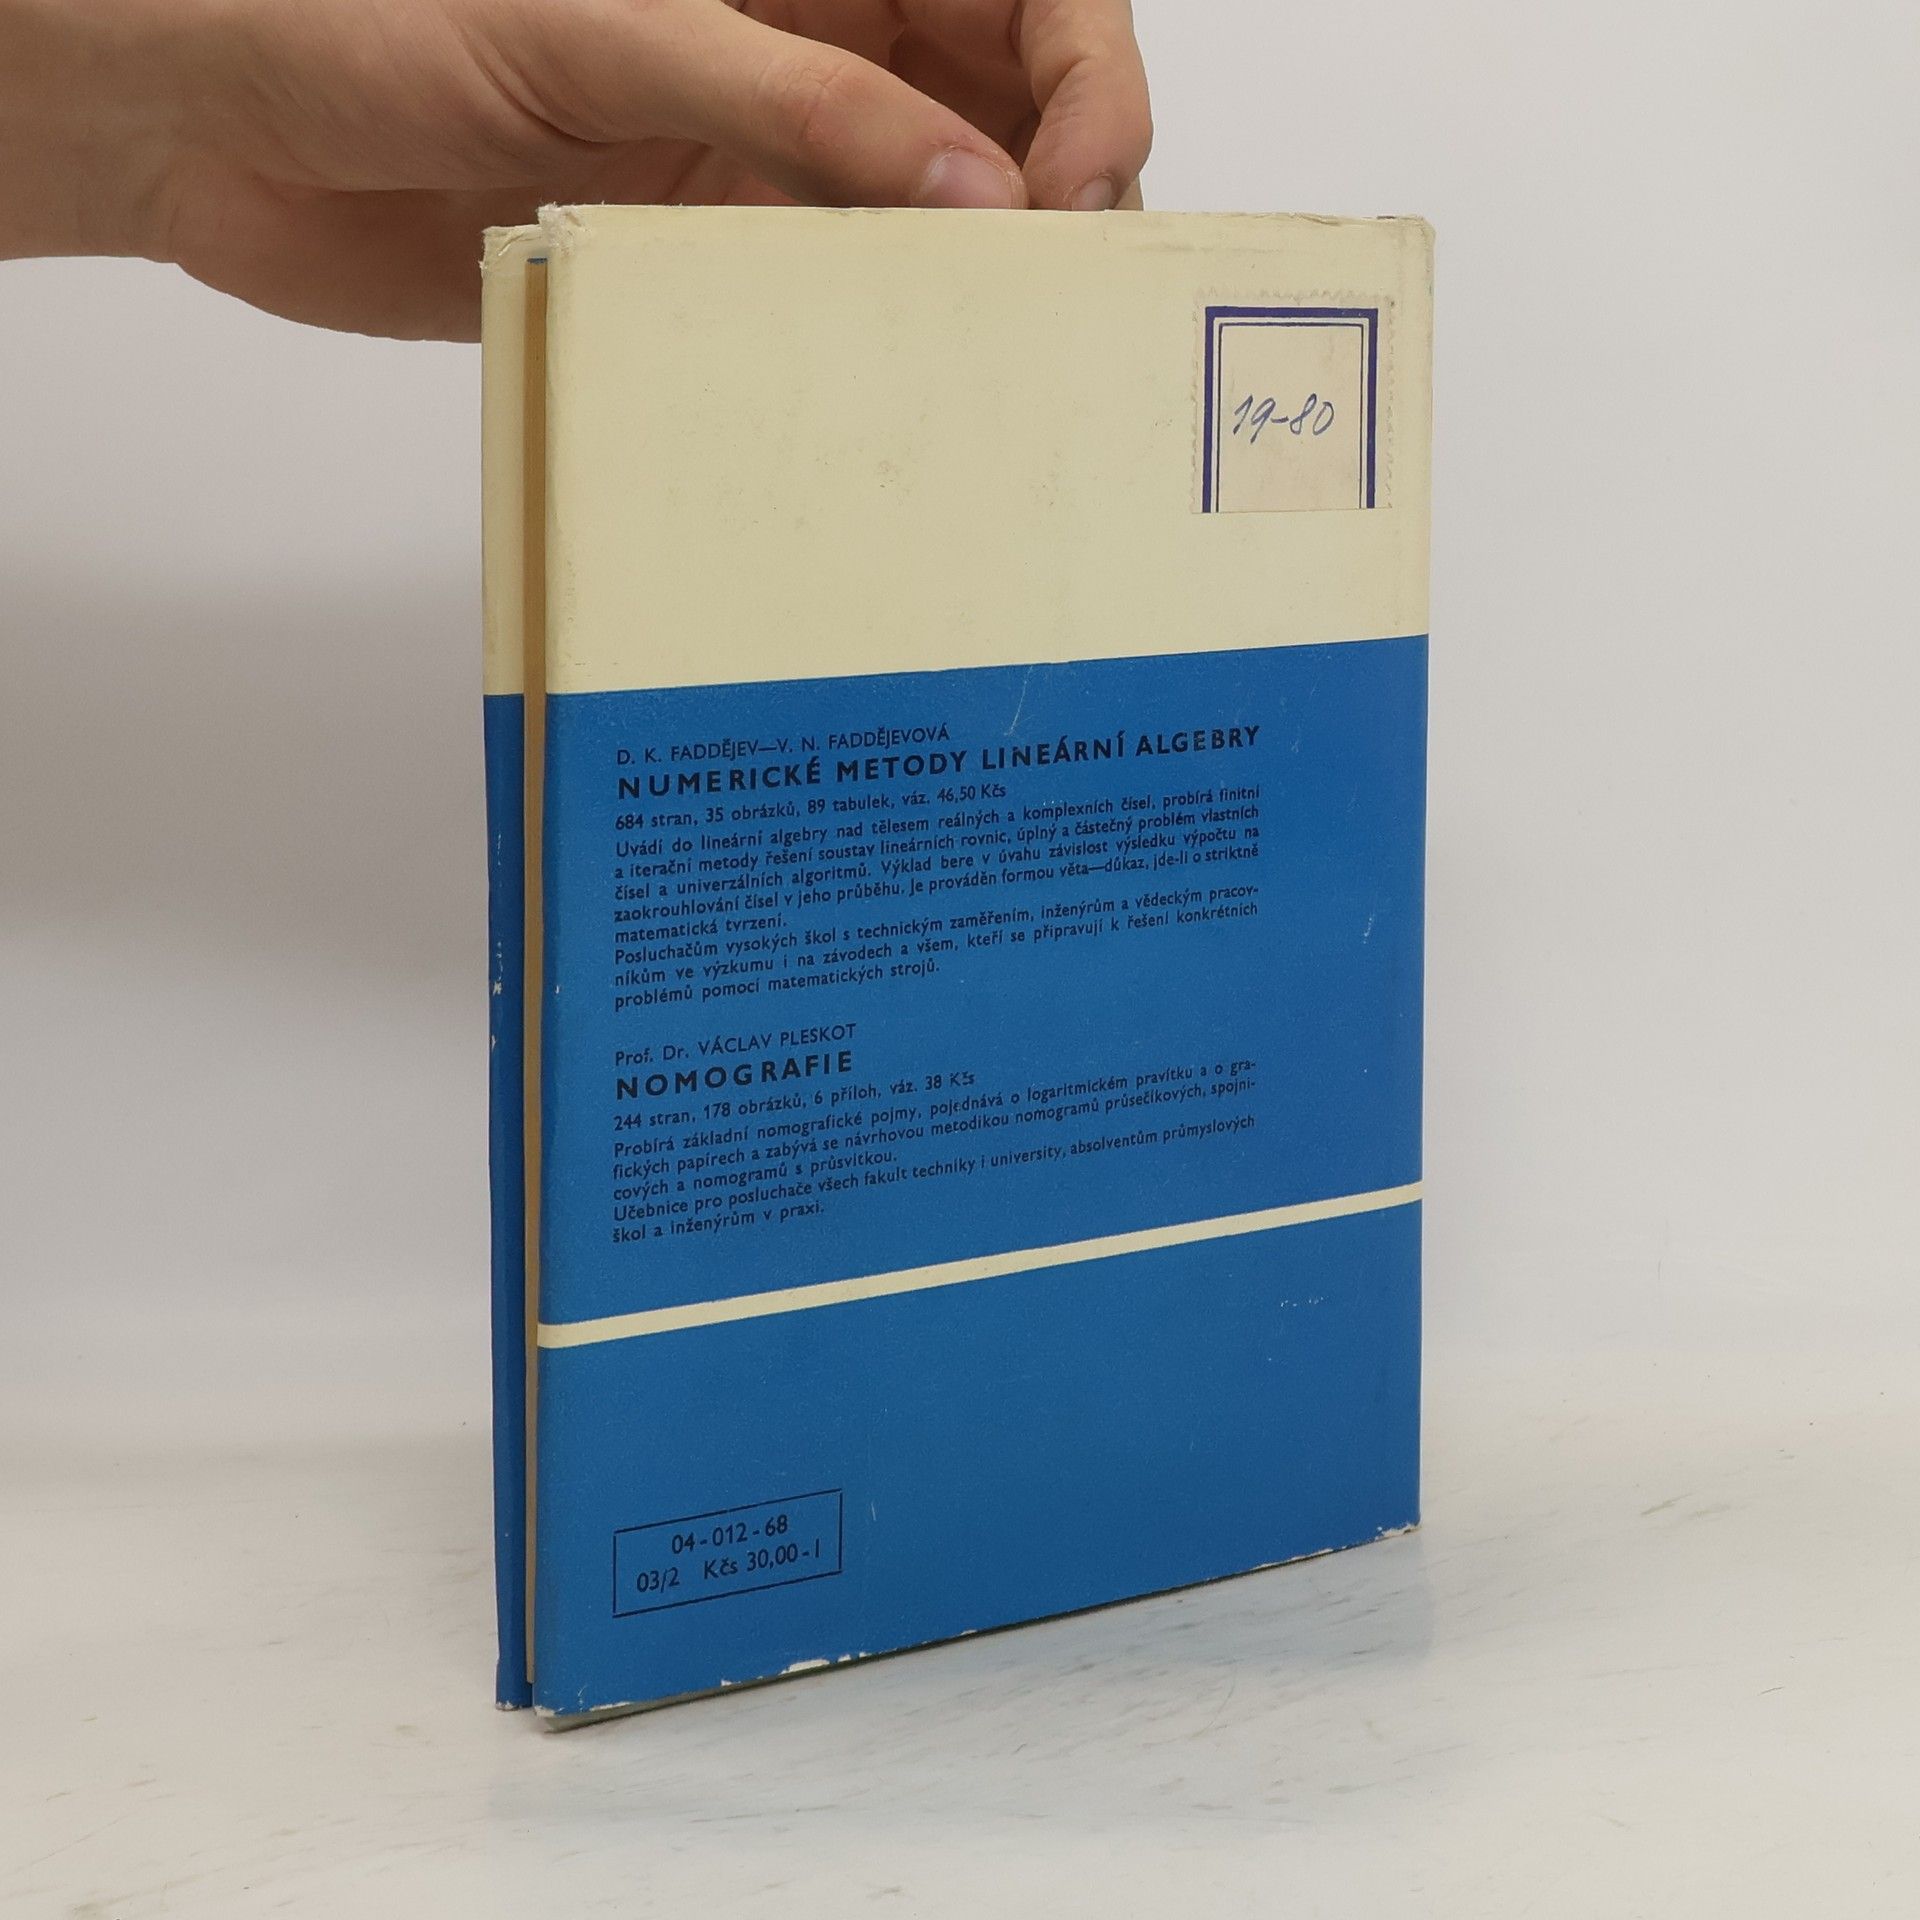 19-80
D. K. FADDĚJEV—V. N. FADDĚJEVOVÁ
NUMERICKÉ METODY LINEÁRNÍ ALGEBRY
684 stran, 35 obrázků, 89 tabulek, váz. 46,50 Kčs
Uvádí do lineární algebry nad tělesem reálných a komplexních čísel, probírá finitní
a iterační metody řešení soustav lineárních rovnic, úplný a částečný problém vlastních
čísel a univerzálních algoritmů. Výklad bere v úvahu závislost výsledku výpočtu na
zaokrouhlování čísel v jeho průběhu. Je prováděn formou věta—důkaz, jde-li o striktně
matematická tvrzení.
Posluchačům vysokých škol s technickým zaměřením, inženýrům a vědeckým pracov-
níkům ve výzkumu i na závodech a všem, kteří se připravují k řešení konkrétních
problémů pomocí matematických strojů.
Prof. Dr. VÁCLAV PLESKOT
NOMOGRAFIE
244 stran, 178 obrázků, 6 příloh, váz. 38 Kčs
Probírá základní nomografické pojmy, pojednává o logaritmickém pravítku a o gra-
fických papírech a zabývá se návrhovou metodikou nomogramů průsečíkových, spojni-
cových a nomogramů s průsvitkou.
Učebnice pro posluchače všech fakult techniky i university, absolventům průmyslových
škol a inženýrům v praxi.
04-012-68
03/2 Kčs 30,00-I